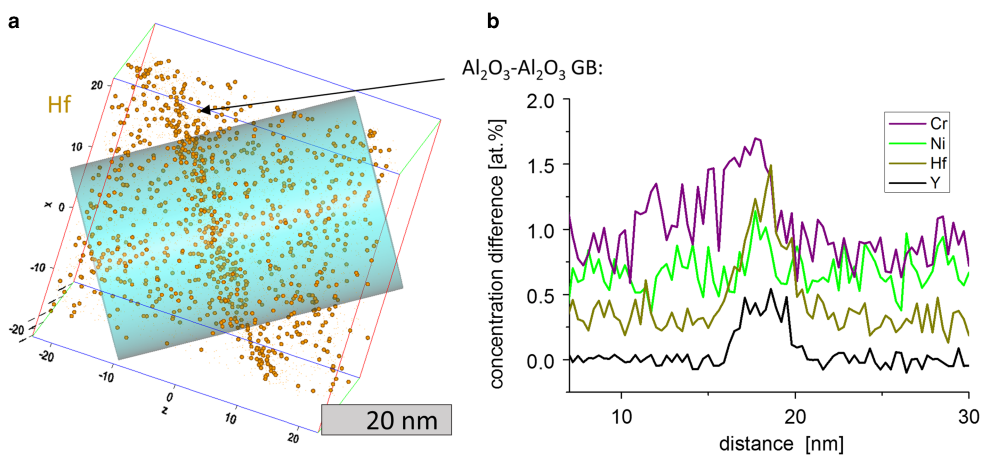 a
b
Al₂O₃-Al₂O₃ GB:
Hf
20
10
0
-10
-20
x
-20
-10
0
10
20
z
20 nm
2.0
1.5
1.0
0.5
0.0
concentration difference [at.%]
Cr
Ni
Hf
Y
10
20
30
distance [nm]